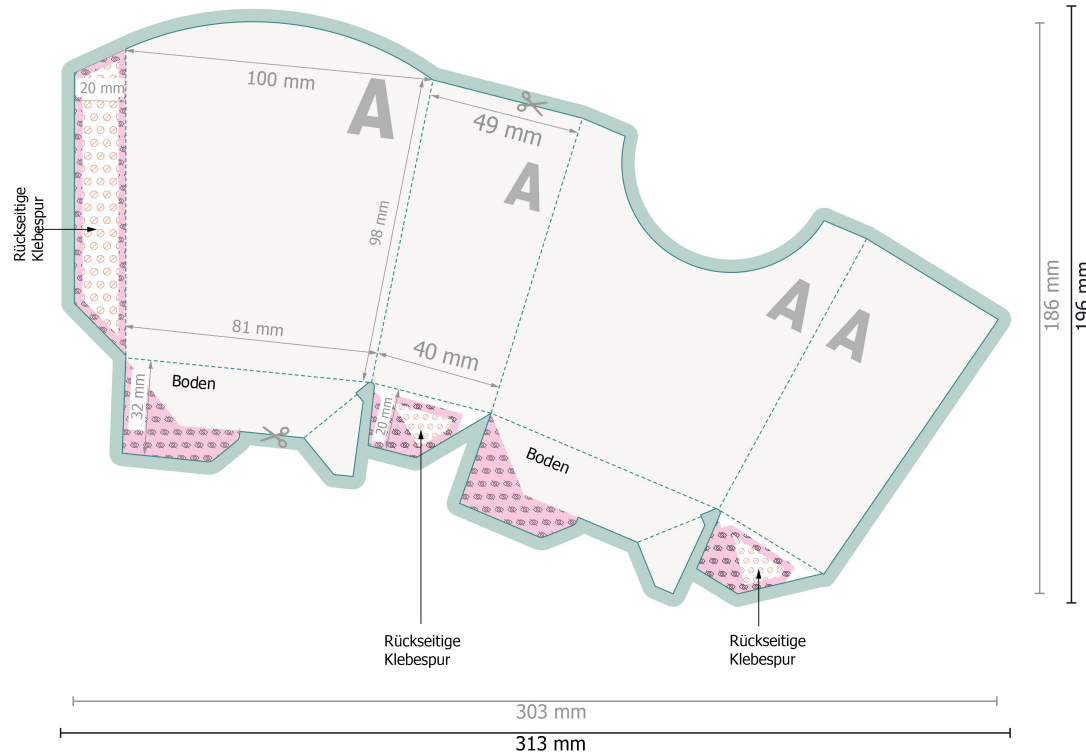 100 mm
20 mm
A
49 mm
A
Rückseitige
Klebespur
98 mm
186 mm
196 mm
A
A
81 mm
40 mm
32 mm
Boden
20 mm
Boden
Rückseitige
Klebespur
Rückseitige
Klebespur
303 mm
313 mm